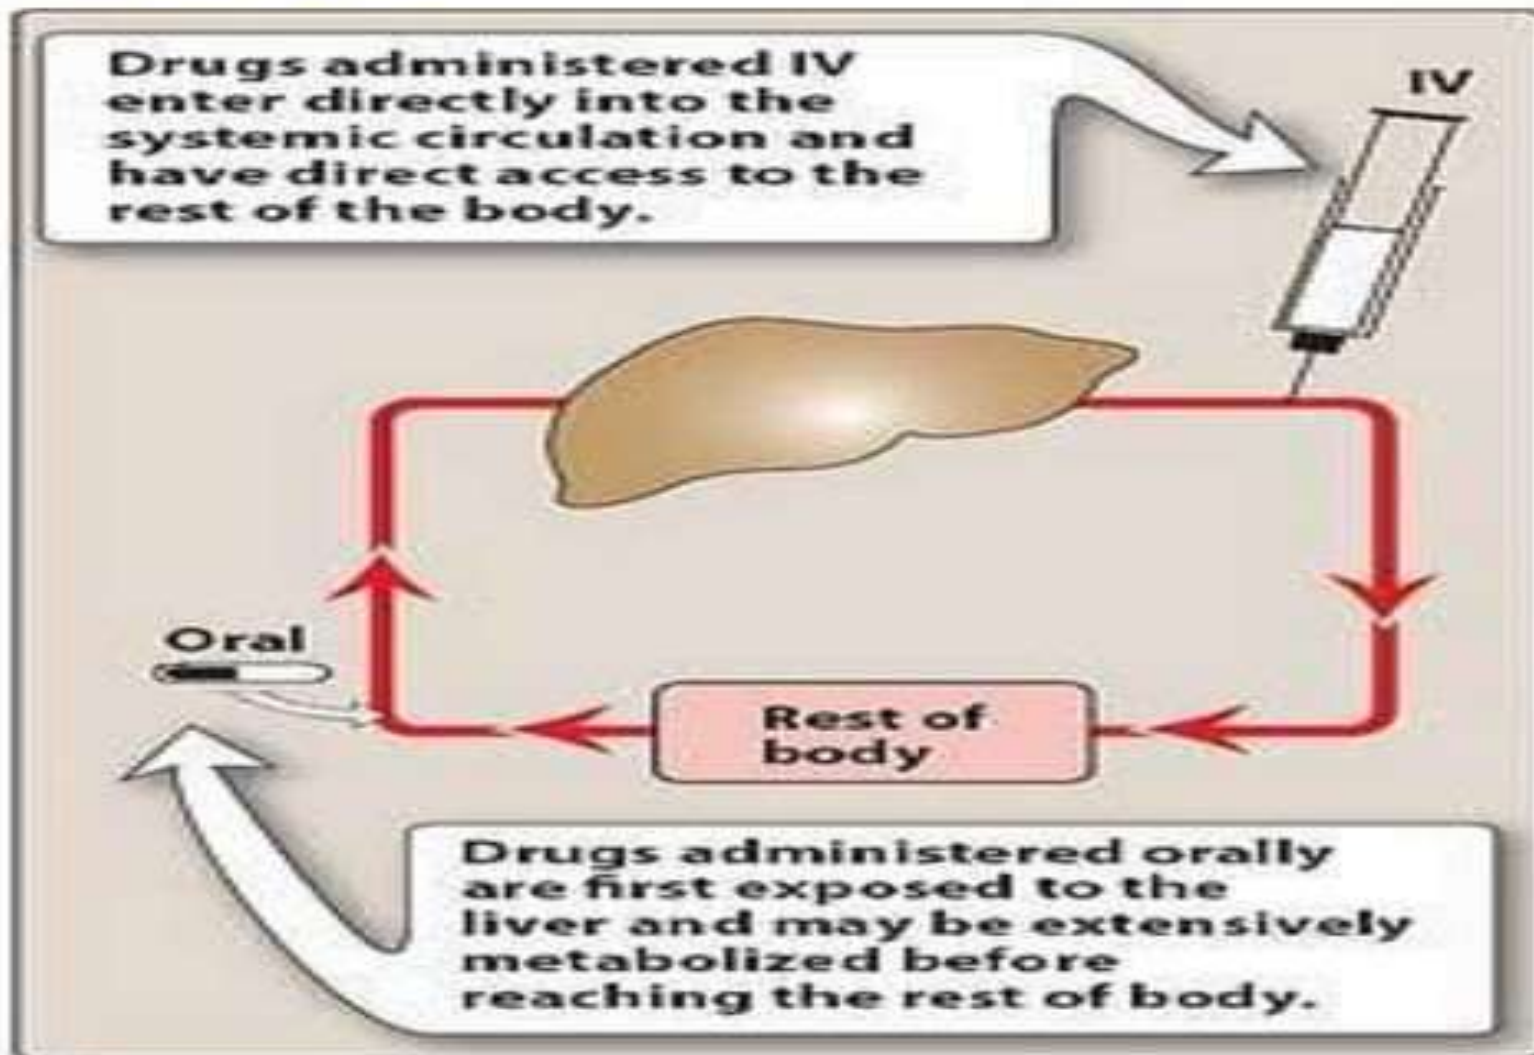 Drugs administered IV
enter directly into the
systemic circulation and
have direct access to the
rest of the body.
IV
Oral
Rest of
body
Drugs administered orally
are first exposed to the
liver and may be extensively
metabolized before
reaching the rest of body.